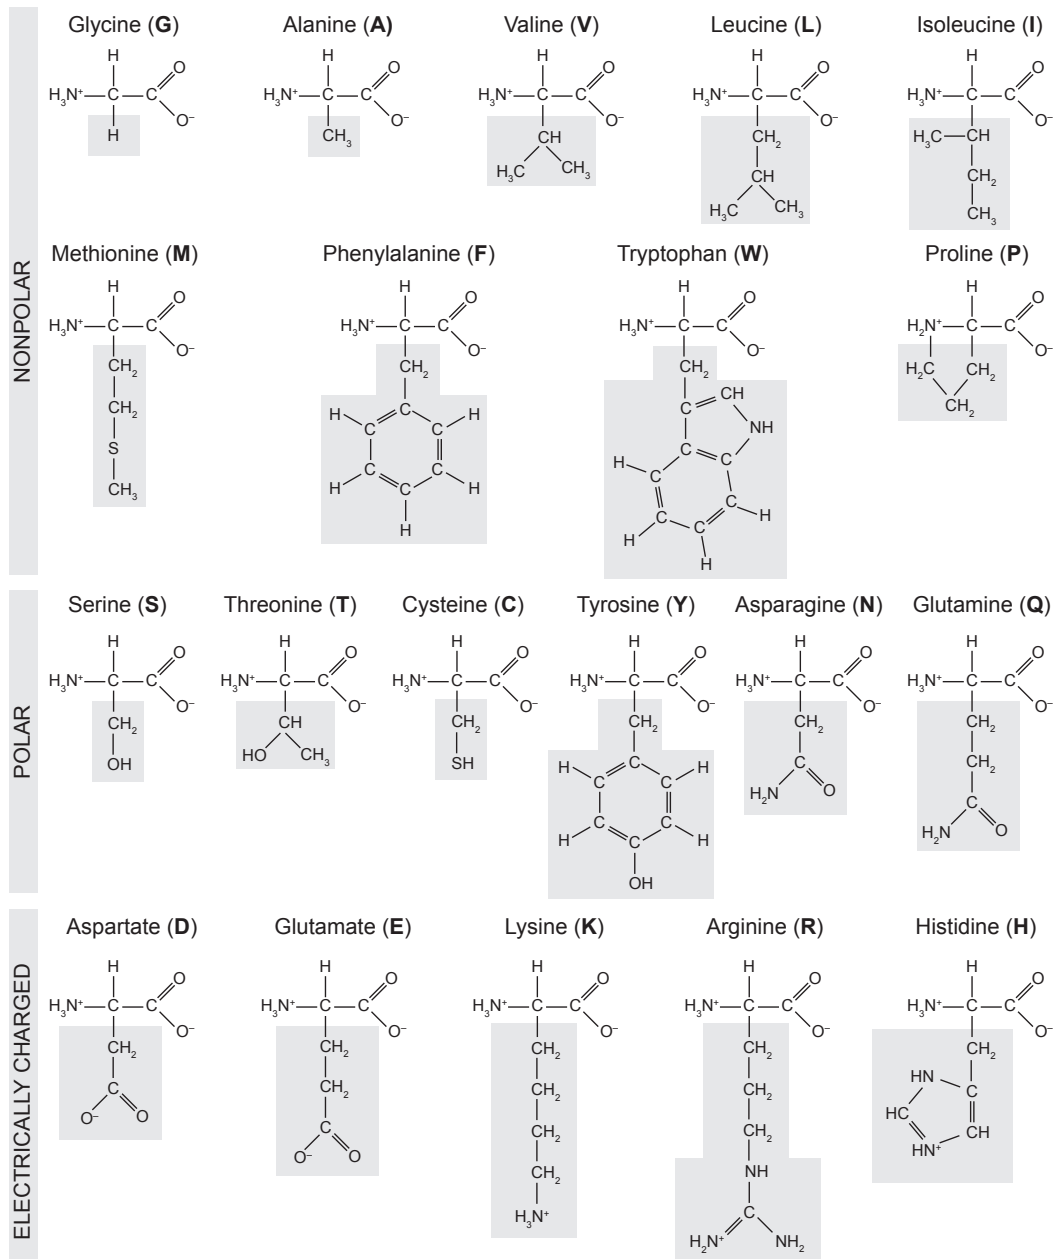 NONPOLAR
Glycine (G) Alanine (A) Valine (V) Leucine (L) Isoleucine (I)
H O H O H O H O H O
H₃N⁺ C C H₃N⁺ C C H₃N⁺ C C H₃N⁺ C C H₃N⁺ C C
O⁻ O⁻ O⁻ O⁻ O⁻
H CH₃ CH CH₂ H₃C CH
H₃C CH₃ CH CH₂
H₃C CH₃ CH₃
Methionine (M) Phenylalanine (F) Tryptophan (W) Proline (P)
H O H O H O H O
H₃N⁺ C C H₃N⁺ C C H₃N⁺ C C H₂N⁺ C C
O⁻ O⁻ O⁻ O⁻
CH₂ CH₂ CH₂ H₂C CH₂
CH₂
CH₂ H C H C CH
C C NH
S C C C C
H C
CH₃ H C H C C
C C H
H H
H
POLAR
Serine (S) Threonine (T) Cysteine (C) Tyrosine (Y) Asparagine (N) Glutamine (Q)
H O H O H O H O H O H O
H₃N⁺ C C H₃N⁺ C C H₃N⁺ C C H₃N⁺ C C H₃N⁺ C C H₃N⁺ C C
O⁻ O⁻ O⁻ O⁻ O⁻ O⁻
CH₂ CH CH₂ CH₂ CH₂ CH₂
OH HO CH₃ SH H C H C CH₂
C C H₂N O
C C C
H C H H₂N O
OH
ELECTRICALLY CHARGED
Aspartate (D) Glutamate (E) Lysine (K) Arginine (R) Histidine (H)
H O H O H O H O H O
H₃N⁺ C C H₃N⁺ C C H₃N⁺ C C H₃N⁺ C C H₃N⁺ C C
O⁻ O⁻ O⁻ O⁻ O⁻
CH₂ CH₂ CH₂ CH₂ CH₂
C CH₂ CH₂ CH₂ HN C
O⁻ O HC CH
C CH₂ CH₂ HN⁺
O⁻ O CH₂ NH
H₃N⁺ C
H₂N⁺ NH₂